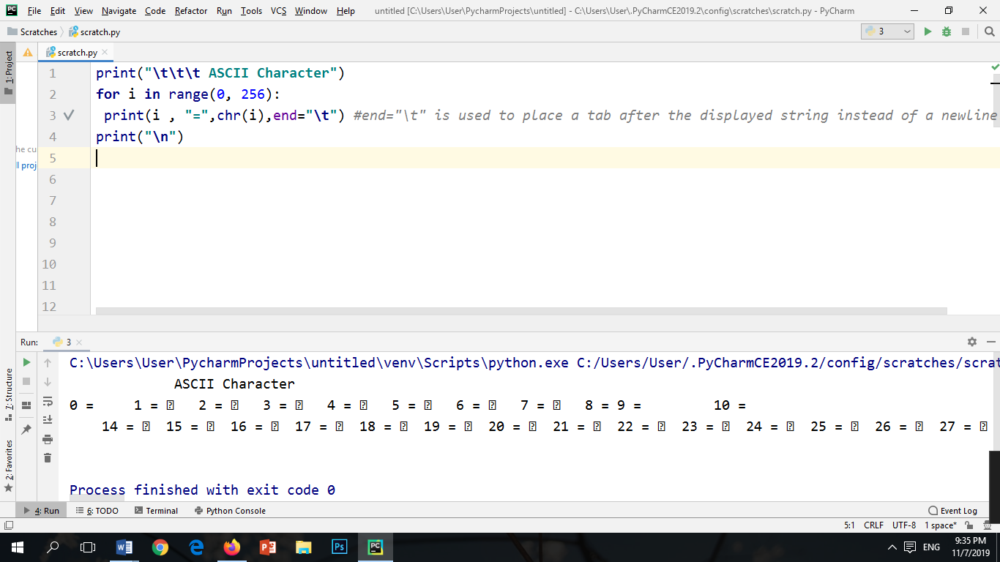 File Edit View Navigate Code Refactor Run Tools VCS Window Help untitled [C:\Users\User\PycharmProjects\untitled] - C:\Users\User\.PyCharmCE2019.2\config\scratches\scratch.py - PyCharm
Scratches scratch.py 3
1: Project
scratch.py
1 print("\t\t\t ASCII Character")
2 for i in range(0, 256):
3 print(i , "=",chr(i),end="\t") #end="\t" is used to place a tab after the displayed string instead of a newline
4 print("\n")
he cu
5
ll proj
6
7
8
9
10
11
12
Run: 3
C:\Users\User\PycharmProjects\untitled\venv\Scripts\python.exe C:/Users/User/.PyCharmCE2019.2/config/scratches/scrat
ASCII Character
0 = 1 = 2 = 3 = 4 = 5 = 6 = 7 = 8 = 9 = 10 =
14 = 15 = 16 = 17 = 18 = 19 = 20 = 21 = 22 = 23 = 24 = 25 = 26 = 27 =
Process finished with exit code 0
7: Structure
2: Favorites
4: Run 6: TODO Terminal Python Console Event Log
5:1 CRLF UTF-8 1 space*
ENG 9:35 PM
11/7/2019